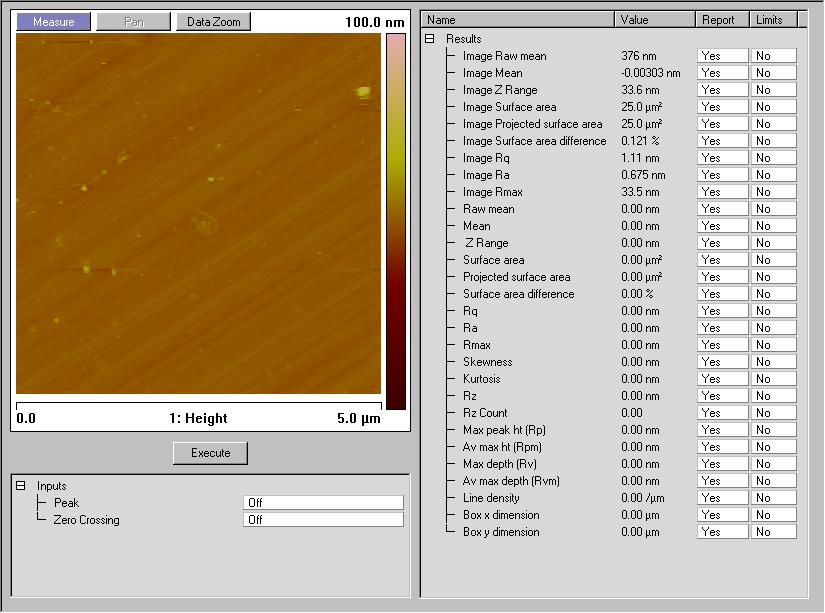 Measure Pan Data Zoom 100.0 nm
0.0 1: Height 5.0 µm
Execute
Inputs
Peak Off
Zero Crossing Off
Name Value Report Limits
Results
Image Raw mean 376 nm Yes No
Image Mean -0.00303 nm Yes No
Image Z Range 33.6 nm Yes No
Image Surface area 25.0 µm² Yes No
Image Projected surface area 25.0 µm² Yes No
Image Surface area difference 0.121 % Yes No
Image Rq 1.11 nm Yes No
Image Ra 0.675 nm Yes No
Image Rmax 33.5 nm Yes No
Raw mean 0.00 nm Yes No
Mean 0.00 nm Yes No
Z Range 0.00 nm Yes No
Surface area 0.00 µm² Yes No
Projected surface area 0.00 µm² Yes No
Surface area difference 0.00 % Yes No
Rq 0.00 nm Yes No
Ra 0.00 nm Yes No
Rmax 0.00 nm Yes No
Skewness 0.00 nm Yes No
Kurtosis 0.00 nm Yes No
Rz 0.00 nm Yes No
Rz Count 0.00 Yes No
Max peak ht (Rp) 0.00 nm Yes No
Av max ht (Rpm) 0.00 nm Yes No
Max depth (Rv) 0.00 nm Yes No
Av max depth (Rvm) 0.00 nm Yes No
Line density 0.00 /µm Yes No
Box x dimension 0.00 µm Yes No
Box y dimension 0.00 µm Yes No